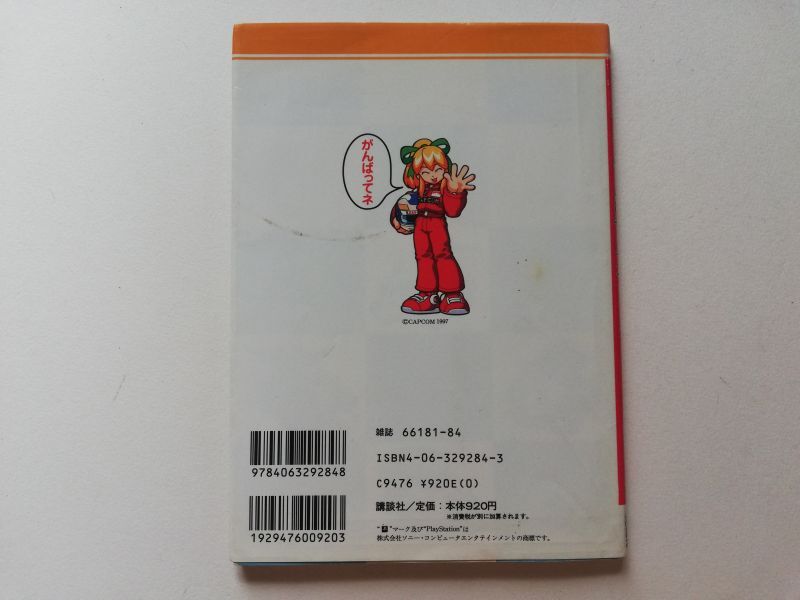 がんばってネ
©CAPCOM 1997
雑誌 66181-84
ISBN4-06-329284-3
C9476 ¥920E(0)
講談社/定価:本体920円
※消費税が別に加算されます。
"マーク及び"PlayStation"は
株式会社ソニー・コンピュータエンタテインメントの商標です。
9784063292848
1929476009203